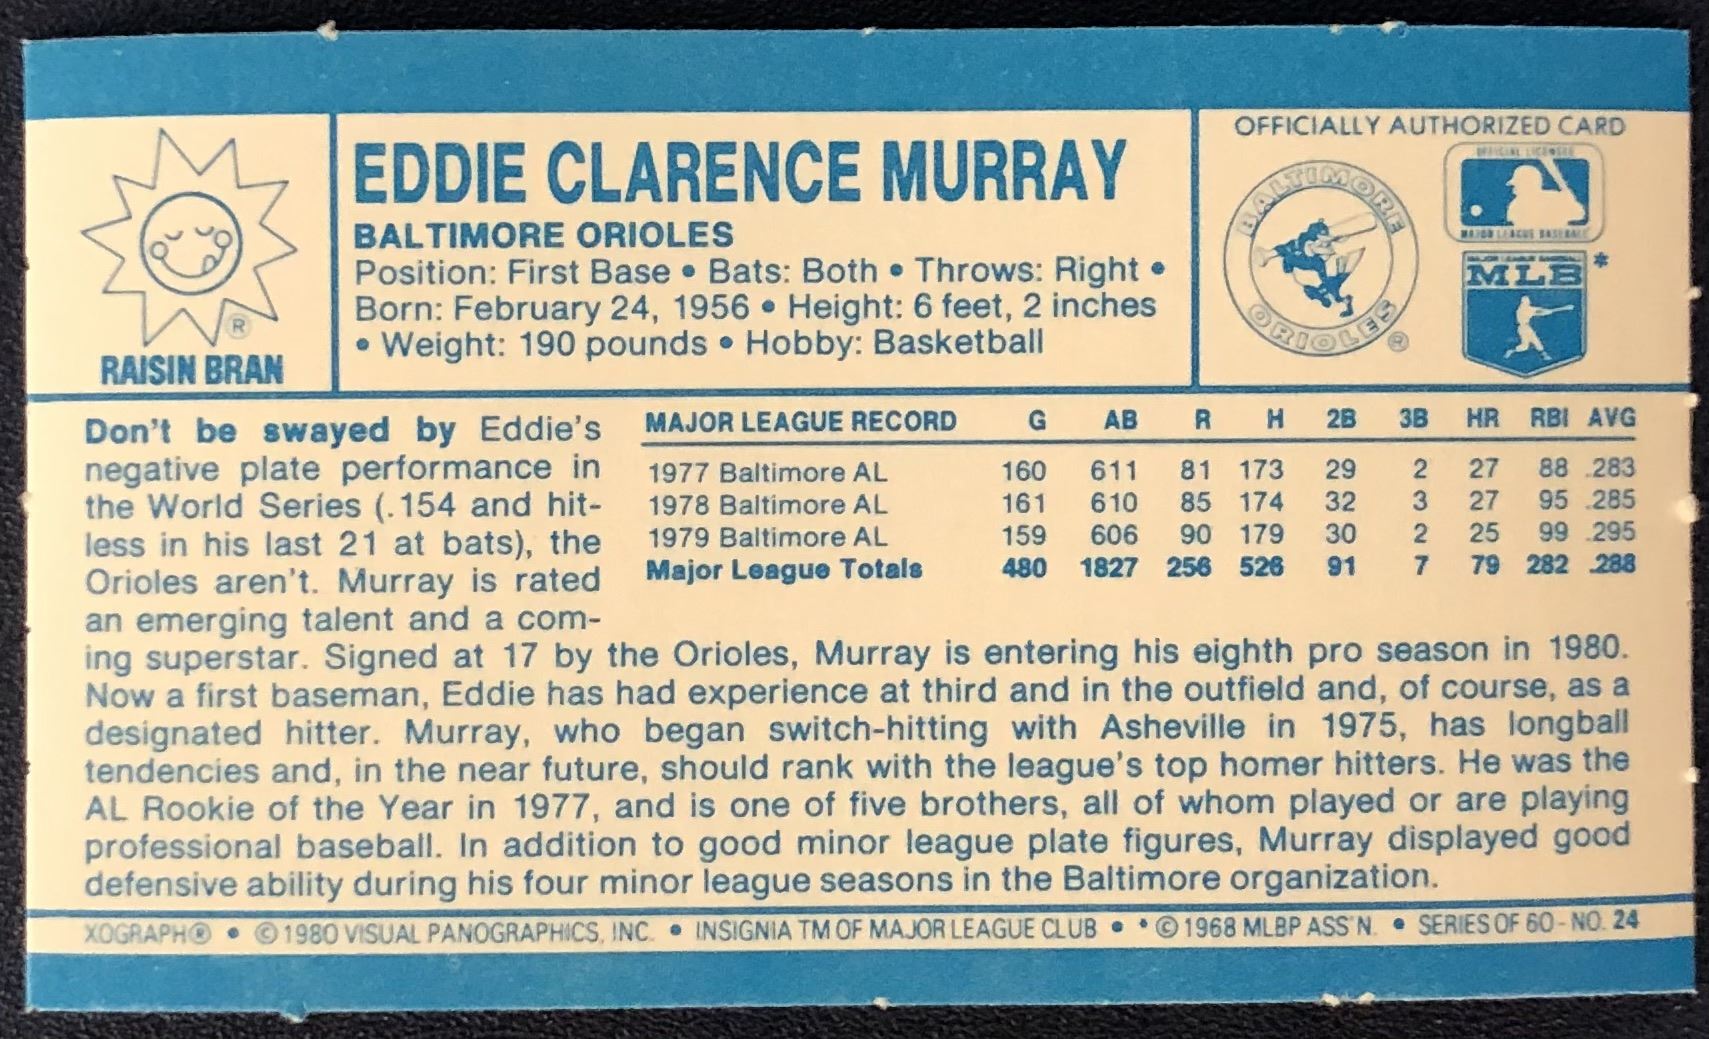 OFFICIALLY AUTHORIZED CARD
EDDIE CLARENCE MURRAY
BALTIMORE ORIOLES
Position: First Base • Bats: Both • Throws: Right •
Born: February 24, 1956 • Height: 6 feet, 2 inches
• Weight: 190 pounds • Hobby: Basketball
®
RAISIN BRAN
BALTIMORE
ORIOLES
®
OFFICIAL LICENSEE
MAJOR LEAGUE BASEBALL
MLB *
Don't be swayed by Eddie's
negative plate performance in
the World Series (.154 and hit-
less in his last 21 at bats), the
Orioles aren't. Murray is rated
an emerging talent and a com-
MAJOR LEAGUE RECORD G AB R H 2B 3B HR RBI AVG
1977 Baltimore AL 160 611 81 173 29 2 27 88 .283
1978 Baltimore AL 161 610 85 174 32 3 27 95 .285
1979 Baltimore AL 159 606 90 179 30 2 25 99 .295
Major League Totals 480 1827 256 526 91 7 79 282 .288
ing superstar. Signed at 17 by the Orioles, Murray is entering his eighth pro season in 1980.
Now a first baseman, Eddie has had experience at third and in the outfield and, of course, as a
designated hitter. Murray, who began switch-hitting with Asheville in 1975, has longball
tendencies and, in the near future, should rank with the league's top homer hitters. He was the
AL Rookie of the Year in 1977, and is one of five brothers, all of whom played or are playing
professional baseball. In addition to good minor league plate figures, Murray displayed good
defensive ability during his four minor league seasons in the Baltimore organization.
XOGRAPH® • © 1980 VISUAL PANOGRAPHICS, INC. • INSIGNIA TM OF MAJOR LEAGUE CLUB • * © 1968 MLBP ASS'N. • SERIES OF 60 - NO. 24